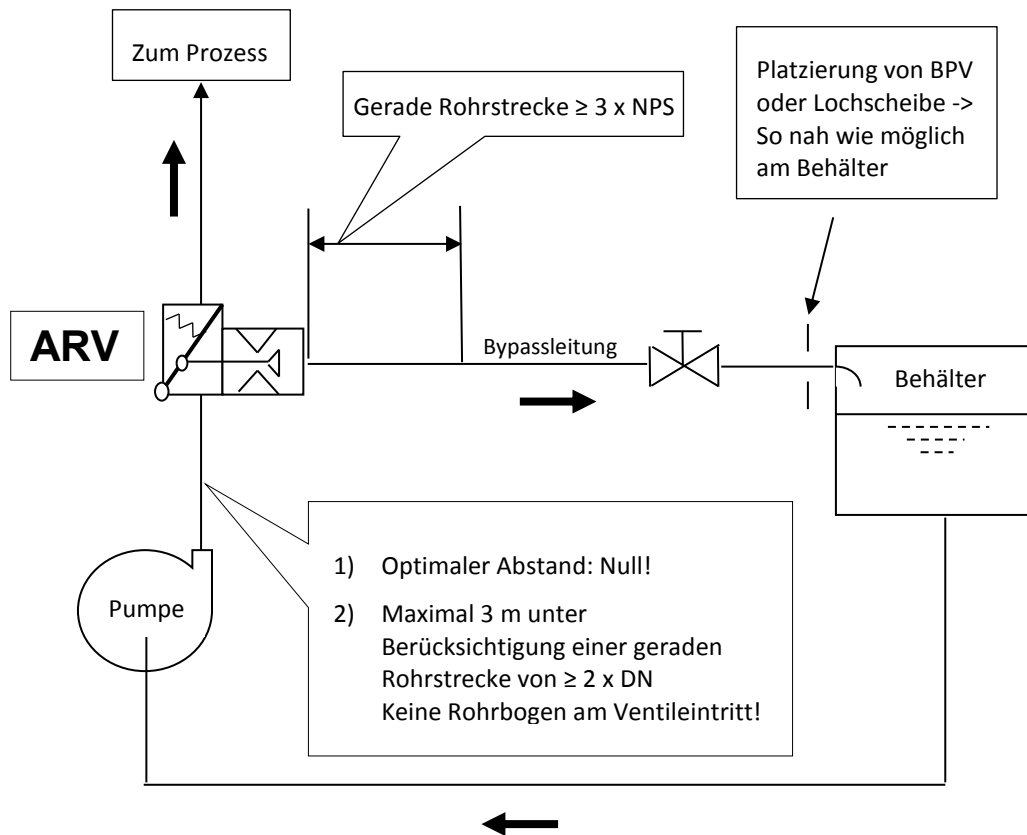 Zum Prozess
Gerade Rohrstrecke ≥ 3 x NPS
Platzierung von BPV
oder Lochscheibe ->
So nah wie möglich
am Behälter
ARV
Bypassleitung
Behälter
Pumpe
1) Optimaler Abstand: Null!
2) Maximal 3 m unter
Berücksichtigung einer geraden
Rohrstrecke von ≥ 2 x DN
Keine Rohrbogen am Ventileintritt!